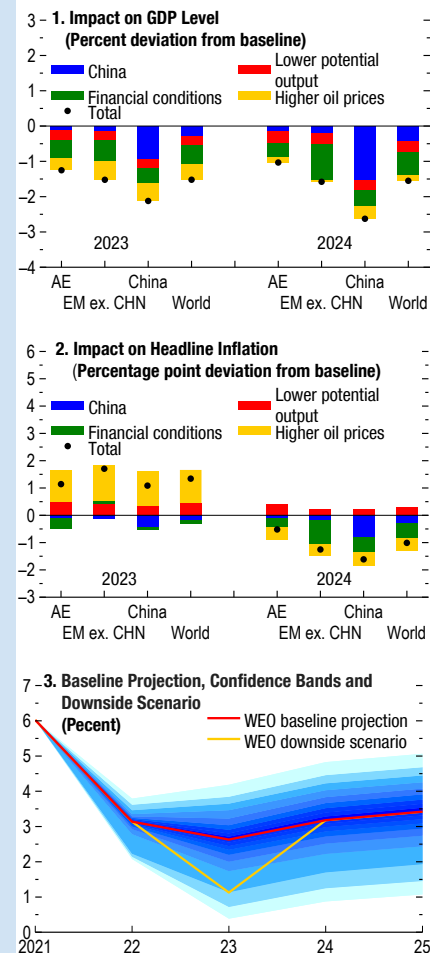 1. Impact on GDP Level
(Percent deviation from baseline)
China
Lower potential
output
Financial conditions
Higher oil prices
Total
3
2
1
0
–1
–2
–3
–4
2023
2024
AE
China
AE
China
EM ex. CHN
World
EM ex. CHN
World
2. Impact on Headline Inflation
(Percentage point deviation from baseline)
China
Lower potential
output
Financial conditions
Higher oil prices
Total
6
5
4
3
2
1
0
–1
–2
–3
2023
2024
AE
China
AE
China
EM ex. CHN
World
EM ex. CHN
World
3. Baseline Projection, Confidence Bands and
Downside Scenario
(Pecent)
WEO baseline projection
WEO downside scenario
7
6
5
4
3
2
1
0
2021
22
23
24
25